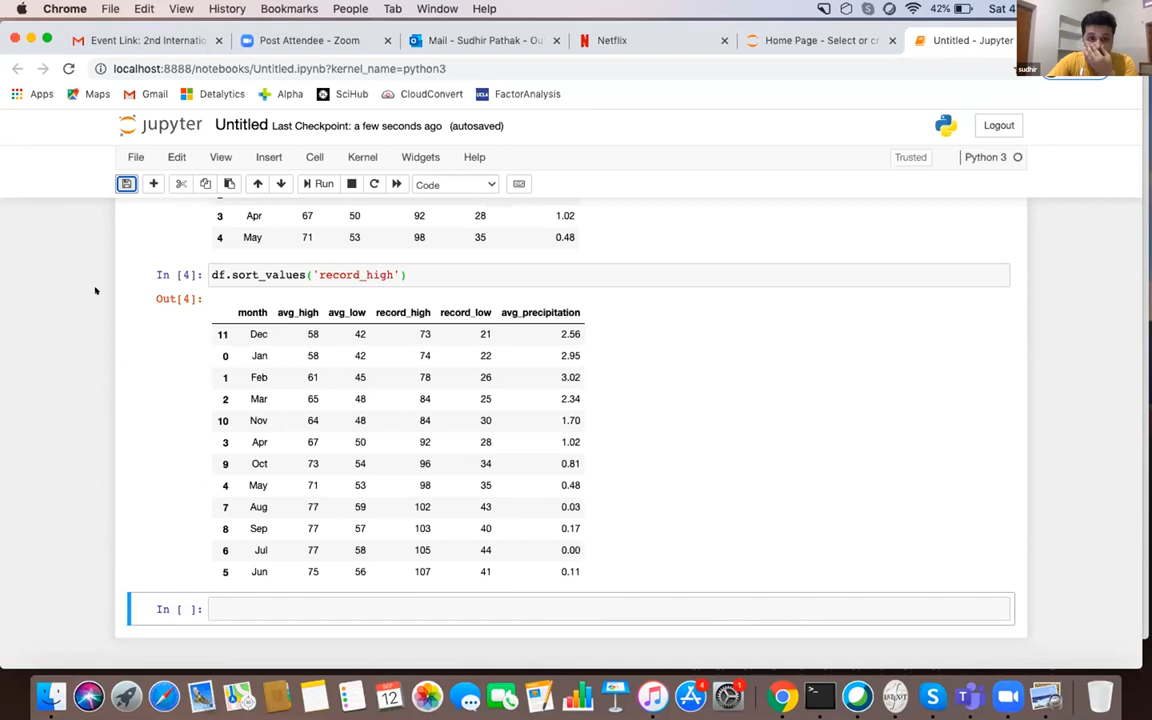 Chrome File Edit View History Bookmarks People Tab Window Help 42% Sat 4
Event Link: 2nd Internatio Post Attendee - Zoom Mail - Sudhir Pathak - Ou Netflix Home Page - Select or cr Untitled - Jupyter
sudhir
localhost:8888/notebooks/Untitled.ipynb?kernel_name=python3
Apps Maps Gmail Detalytics Alpha SciHub CloudConvert UCLA FactorAnalysis
jupyter Untitled Last Checkpoint: a few seconds ago (autosaved) Logout
File Edit View Insert Cell Kernel Widgets Help Trusted Python 3
Run Code
3 Apr 67 50 92 28 1.02
4 May 71 53 98 35 0.48
In [4]: df.sort_values('record_high')
Out[4]:
month avg_high avg_low record_high record_low avg_precipitation
11 Dec 58 42 73 21 2.56
0 Jan 58 42 74 22 2.95
1 Feb 61 45 78 26 3.02
2 Mar 65 48 84 25 2.34
10 Nov 64 48 84 30 1.70
3 Apr 67 50 92 28 1.02
9 Oct 73 54 96 34 0.81
4 May 71 53 98 35 0.48
7 Aug 77 59 102 43 0.03
8 Sep 77 57 103 40 0.17
6 Jul 77 58 105 44 0.00
5 Jun 75 56 107 41 0.11
In [ ]:
4 1
SEP
12